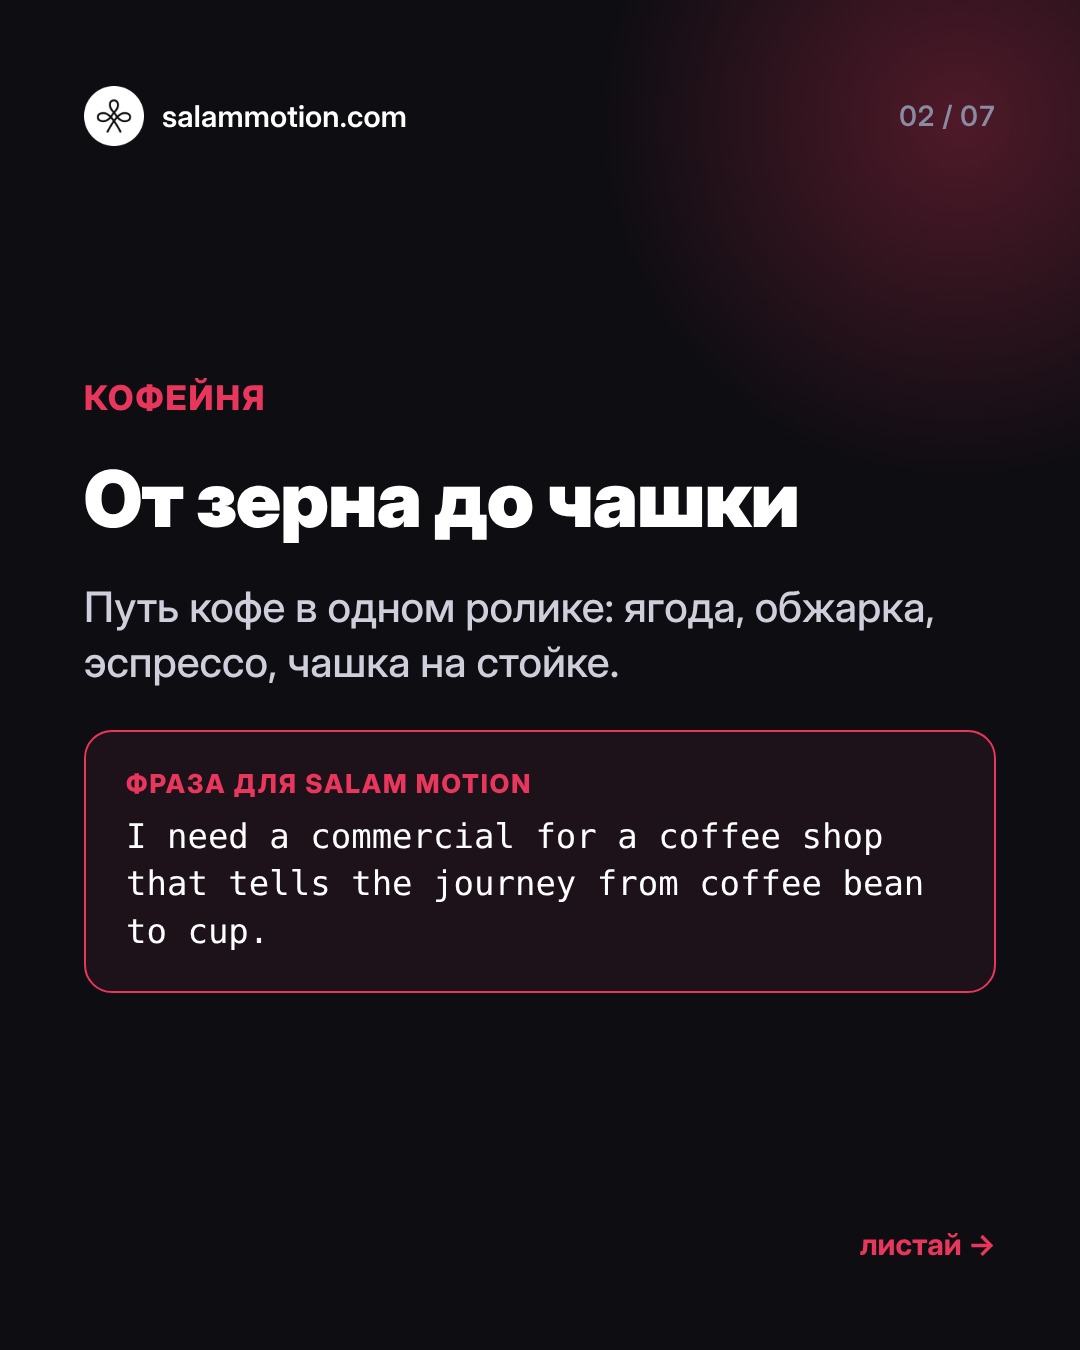 salammotion.com
02 / 07
КОФЕЙНЯ
От зерна до чашки
Путь кофе в одном ролике: ягода, обжарка,
эспрессо, чашка на стойке.
ФРАЗА ДЛЯ SALAM MOTION
I need a commercial for a coffee shop
that tells the journey from coffee bean
to cup.
листай →